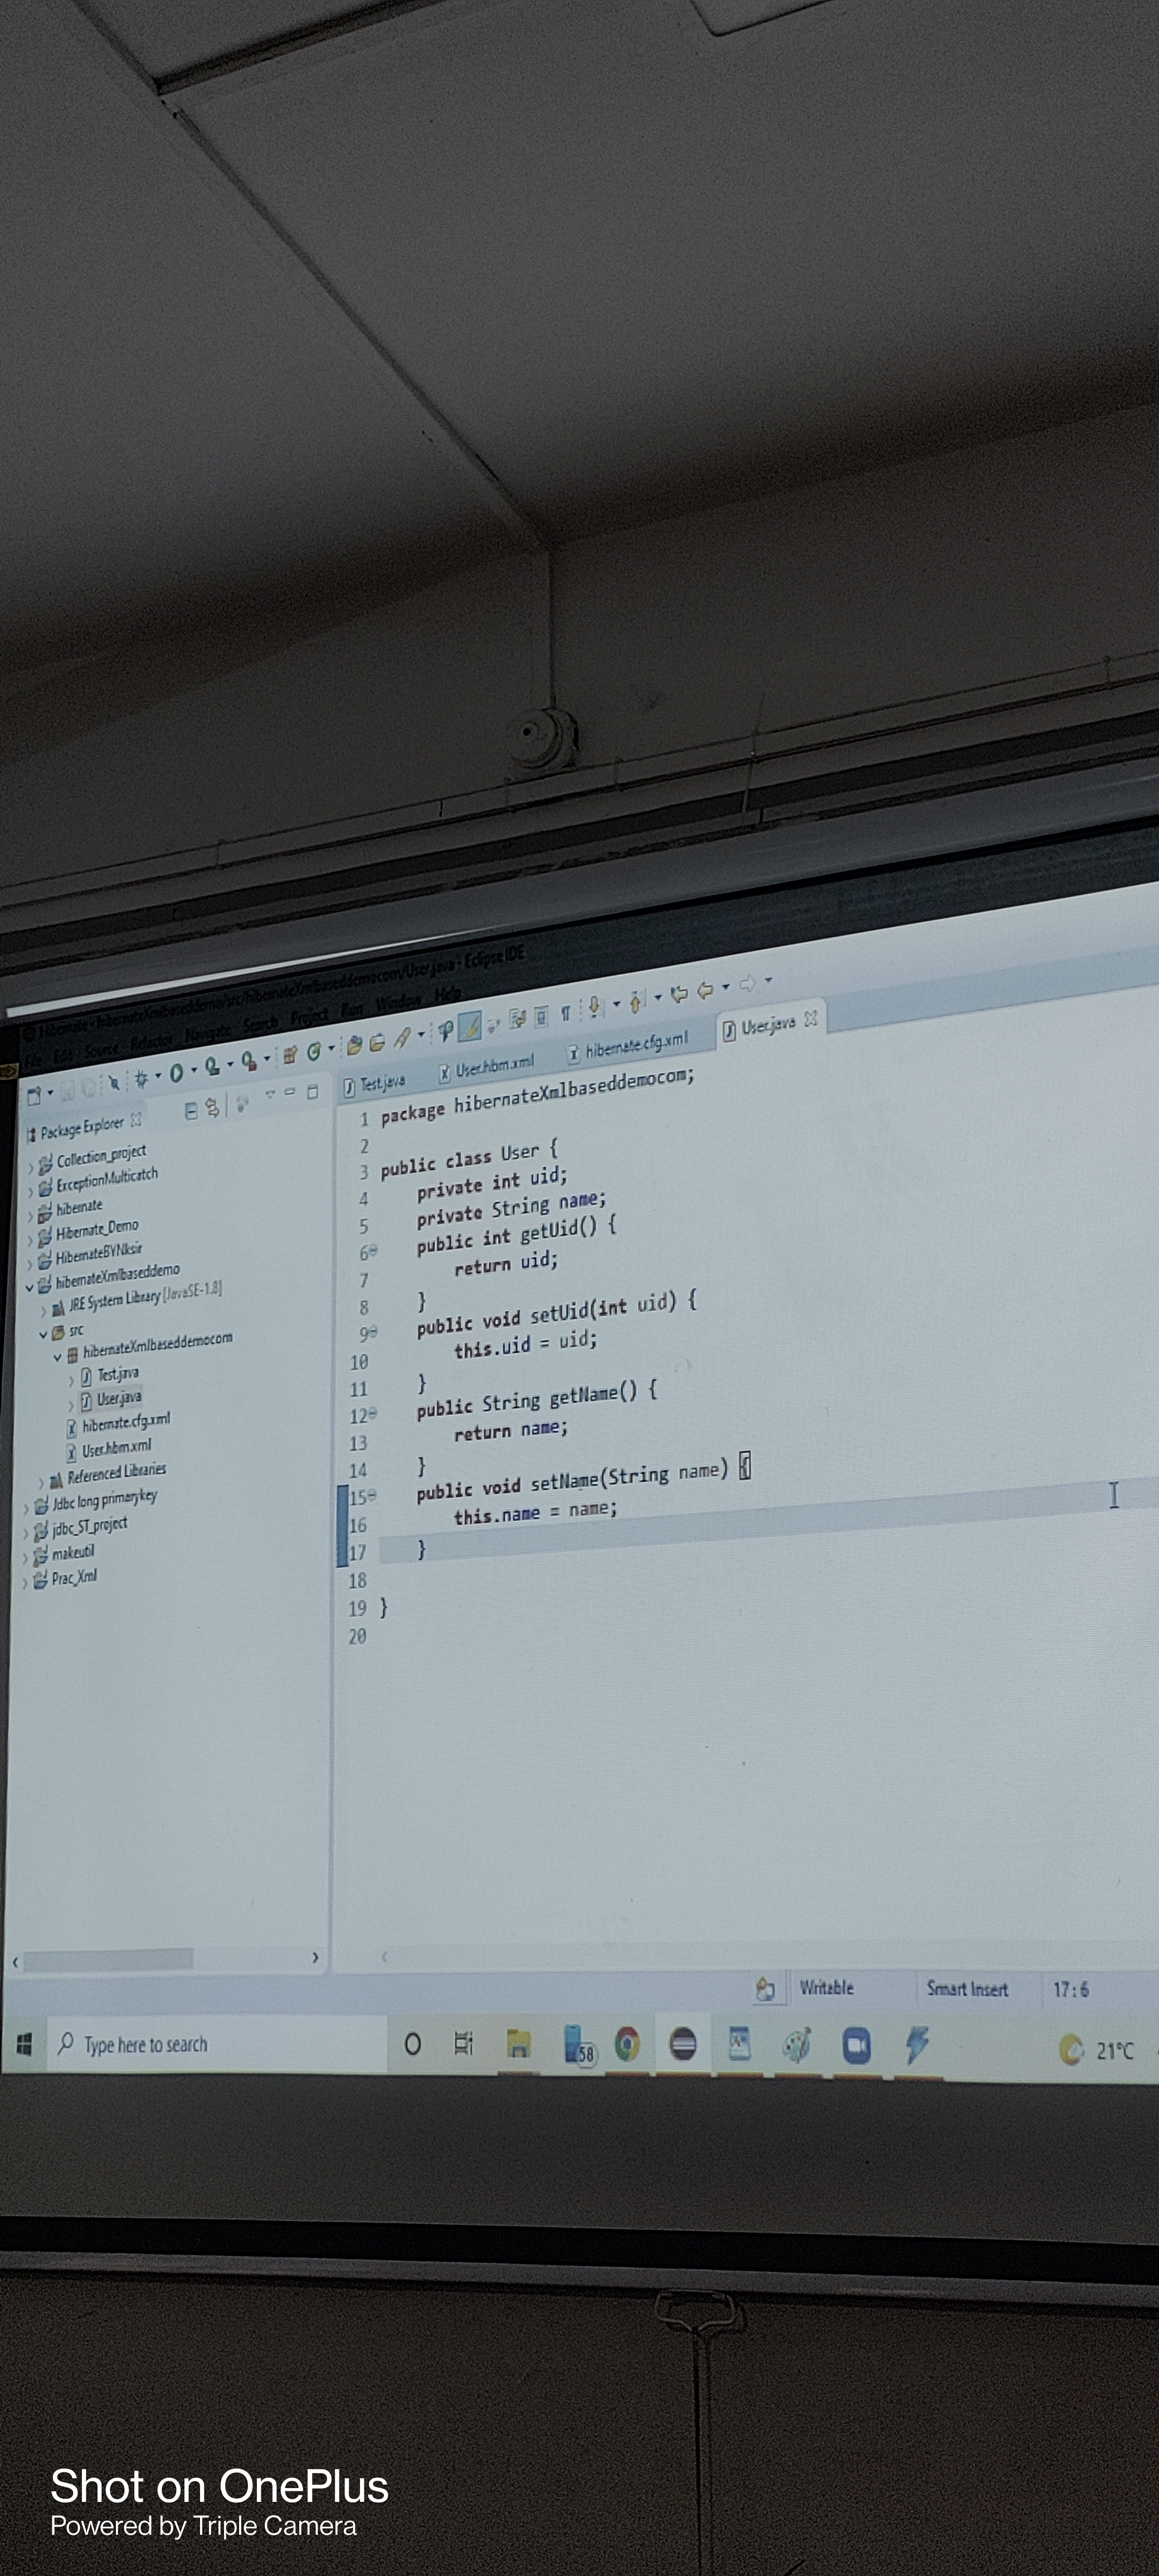 Hibernate - hibernateXmlbaseddemo/src/hibernateXmlbaseddemocom/User.java - Eclipse IDE
File Edit Source Refactor Navigate Search Project Run Window Help
Package Explorer
Collection_project
ExceptionMulticatch
hibernate
Hibernate_Demo
HibernateBYNksir
hibernateXmlbaseddemo
JRE System Library [JavaSE-1.8]
src
hibernateXmlbaseddemocom
Test.java
User.java
hibernate.cfg.xml
User.hbm.xml
Referenced Libraries
Jdbc long primarykey
jdbc_ST_project
makeutil
Prac_Xml
Test.java User.hbm.xml hibernate.cfg.xml User.java
1 package hibernateXmlbaseddemocom;
2
3 public class User {
4 private int uid;
5 private String name;
6 public int getUid() {
7 return uid;
8 }
9 public void setUid(int uid) {
10 this.uid = uid;
11 }
12 public String getName() {
13 return name;
14 }
15 public void setName(String name) {
16 this.name = name;
17 }
18
19 }
20
Writable Smart Insert 17 : 6
Type here to search 58 21°C
Shot on OnePlus
Powered by Triple Camera